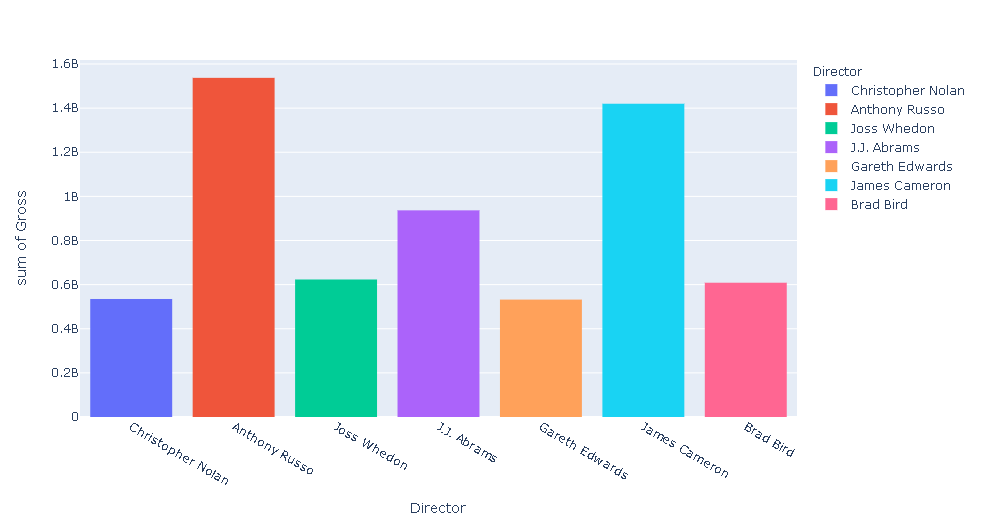 1.6B
1.4B
1.2B
1B
0.8B
0.6B
0.4B
0.2B
0
sum of Gross
Christopher Nolan
Anthony Russo
Joss Whedon
J.J. Abrams
Gareth Edwards
James Cameron
Brad Bird
Director
Director
Christopher Nolan
Anthony Russo
Joss Whedon
J.J. Abrams
Gareth Edwards
James Cameron
Brad Bird